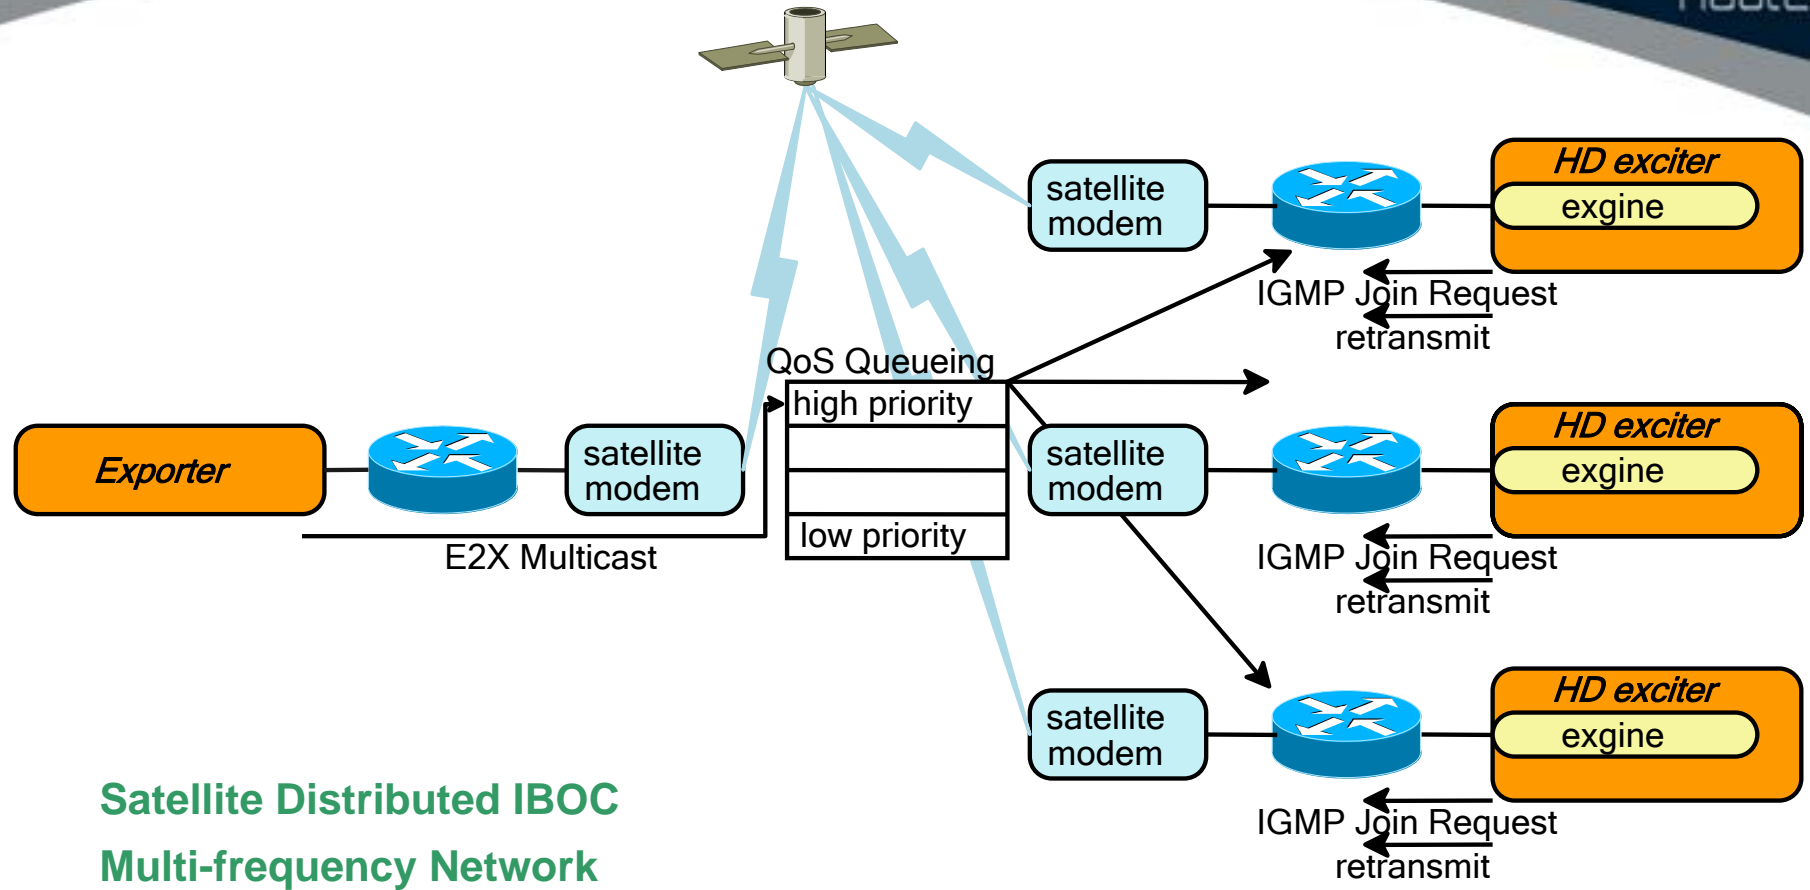 satellite
modem
HD exciter
exgine
IGMP Join Request
retransmit
QoS Queueing
high priority
low priority
Exporter
satellite
modem
E2X Multicast
satellite
modem
HD exciter
exgine
IGMP Join Request
retransmit
satellite
modem
HD exciter
exgine
IGMP Join Request
retransmit
Satellite Distributed IBOC
Multi-frequency Network